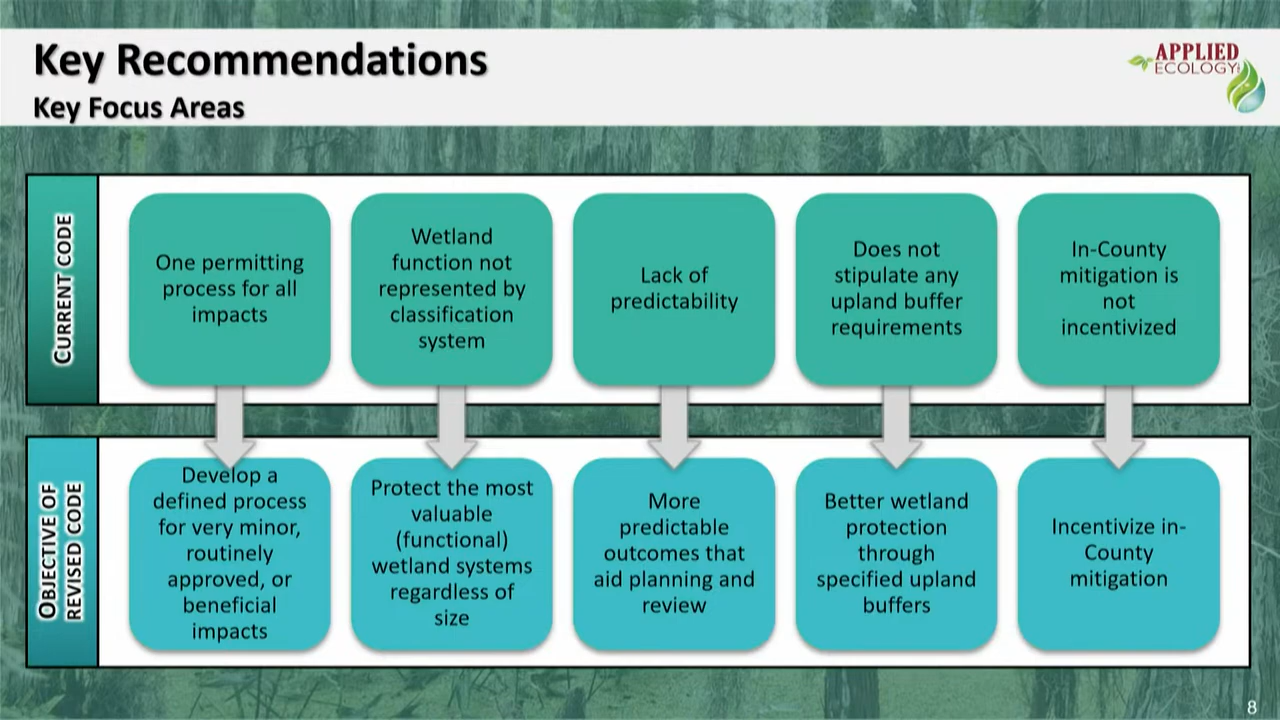 Key Recommendations
Key Focus Areas
APPLIED
ECOLOGY
CURRENT CODE
One permitting
process for all
impacts
Wetland
function not
represented by
classification
system
Lack of
predictability
Does not
stipulate any
upland buffer
requirements
In-County
mitigation is
not
incentivized
OBJECTIVE OF
REVISED CODE
Develop a
defined process
for very minor,
routinely
approved, or
beneficial
impacts
Protect the most
valuable
(functional)
wetland systems
regardless of
size
More
predictable
outcomes that
aid planning and
review
Better wetland
protection
through
specified upland
buffers
Incentivize in-
County
mitigation
8